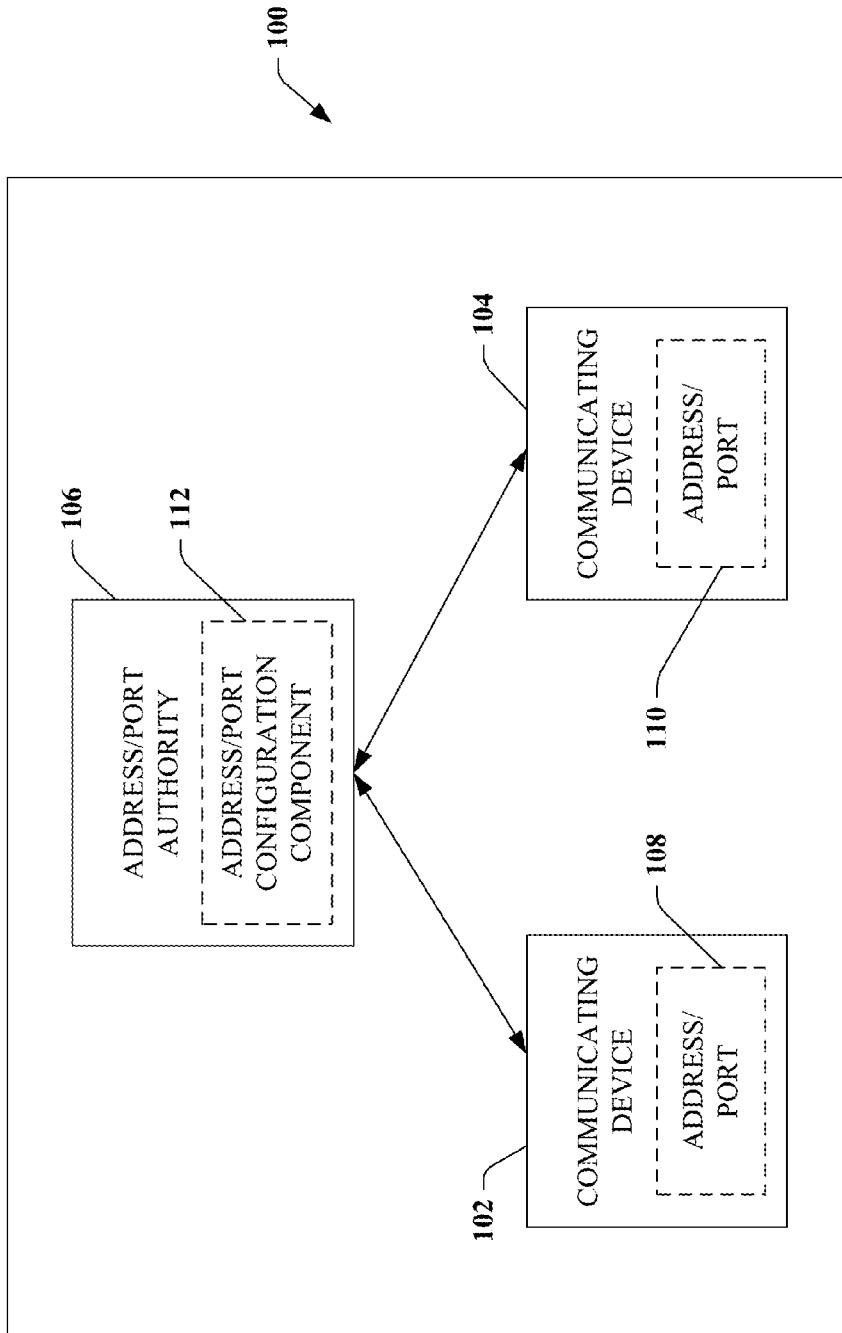 100
106
ADDRESS/PORT
AUTHORITY
112
ADDRESS/PORT
CONFIGURATION
COMPONENT
102
COMMUNICATING
DEVICE
108
ADDRESS/
PORT
104
COMMUNICATING
DEVICE
110
ADDRESS/
PORT